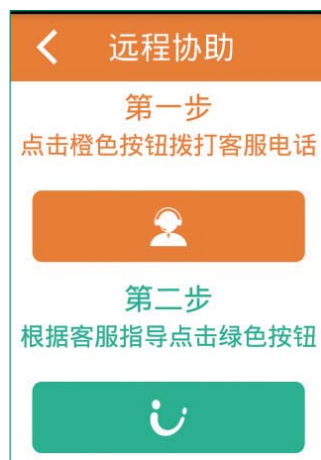 远程协助
第一步
点击橙色按钮拨打客服电话
第二步
根据客服指导点击绿色按钮